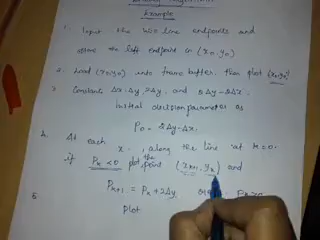 Example
1. Input the two line endpoints and
store the left endpoint in (x₀, y₀)
2. Load (x₀, y₀) into frame buffer, then plot (x₀, y₀)
3. Constants Δx, Δy, 2Δy, and 2Δy - 2Δx.
Initial decision parameter as
P₀ = 2Δy - Δx.
4. At each xₖ, along the line at k=0.
if Pₖ < 0 plot the point (xₖ₊₁, yₖ) and
Pₖ₊₁ = Pₖ + 2Δy
5.
Plot